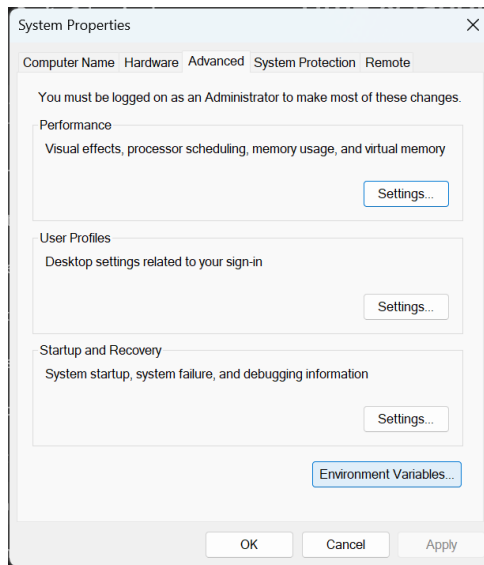 System Properties
Computer Name Hardware Advanced System Protection Remote
You must be logged on as an Administrator to make most of these changes.
Performance
Visual effects, processor scheduling, memory usage, and virtual memory
Settings...
User Profiles
Desktop settings related to your sign-in
Settings...
Startup and Recovery
System startup, system failure, and debugging information
Settings...
Environment Variables...
OK Cancel Apply